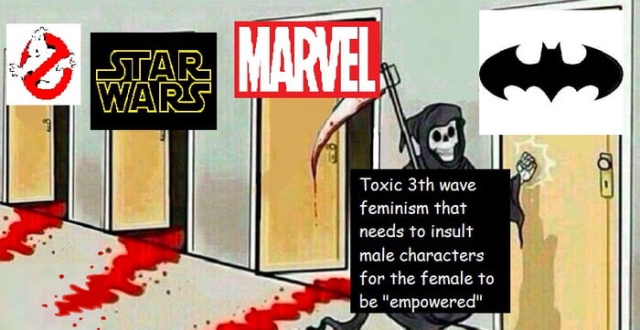 STAR
WARS
MARVEL
Toxic 3th wave
feminism that
needs to insult
male characters
for the female to
be "empowered"